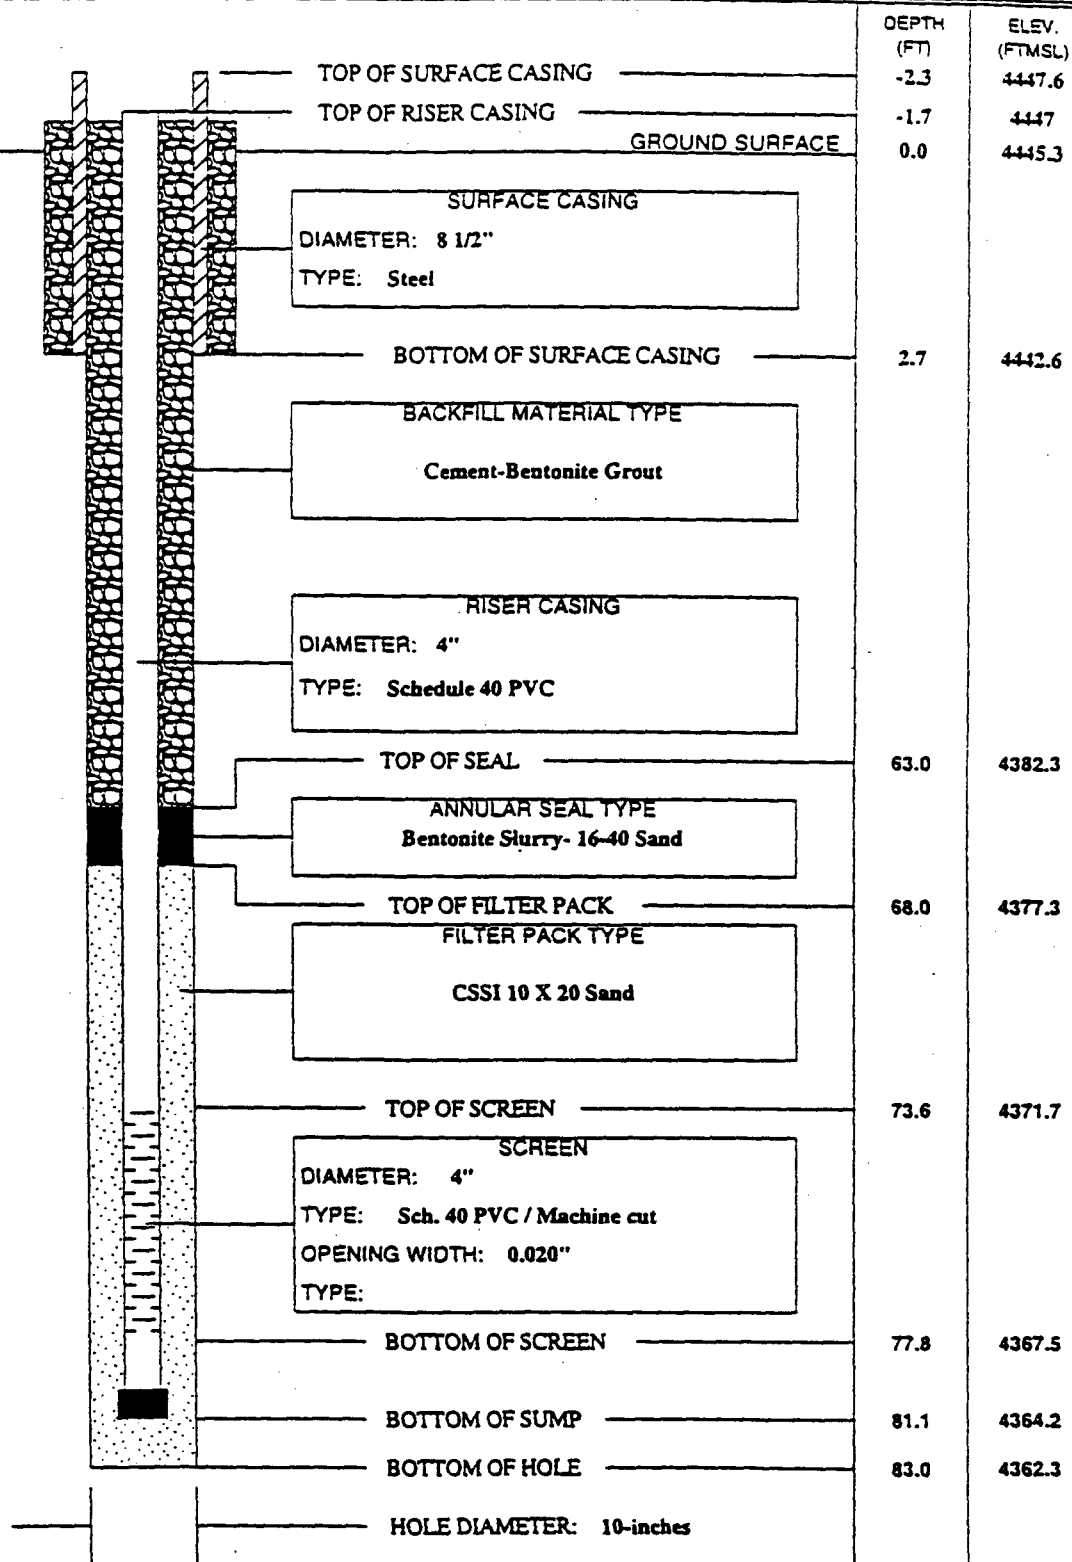 DEPTH ELEV.
(FT) (FTMSL)
TOP OF SURFACE CASING -2.3 4447.6
TOP OF RISER CASING -1.7 4447
GROUND SURFACE 0.0 4445.3
SURFACE CASING
DIAMETER: 8 1/2"
TYPE: Steel
BOTTOM OF SURFACE CASING 2.7 4442.6
BACKFILL MATERIAL TYPE
Cement-Bentonite Grout
RISER CASING
DIAMETER: 4"
TYPE: Schedule 40 PVC
TOP OF SEAL 63.0 4382.3
ANNULAR SEAL TYPE
Bentonite Slurry- 16-40 Sand
TOP OF FILTER PACK 68.0 4377.3
FILTER PACK TYPE
CSSI 10 X 20 Sand
TOP OF SCREEN 73.6 4371.7
SCREEN
DIAMETER: 4"
TYPE: Sch. 40 PVC / Machine cut
OPENING WIDTH: 0.020"
TYPE:
BOTTOM OF SCREEN 77.8 4367.5
BOTTOM OF SUMP 81.1 4364.2
BOTTOM OF HOLE 83.0 4362.3
HOLE DIAMETER: 10-inches